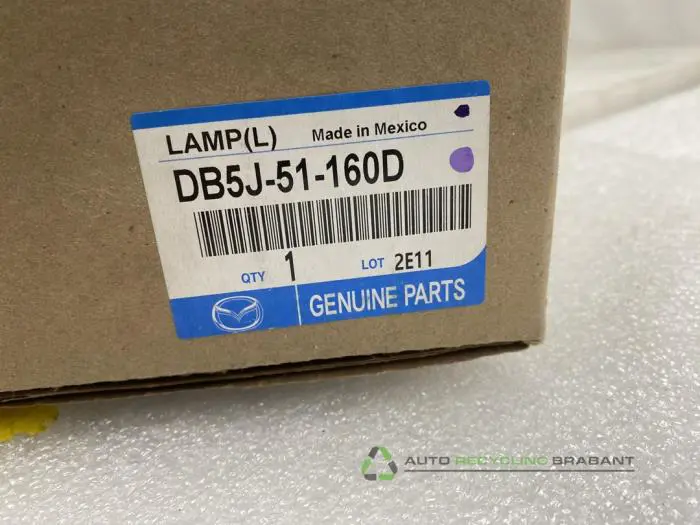 LAMP(L) Made in Mexico
DB5J-51-160D
QTY 1 LOT 2E11
GENUINE PARTS
AUTO RECYCLING BRABANT